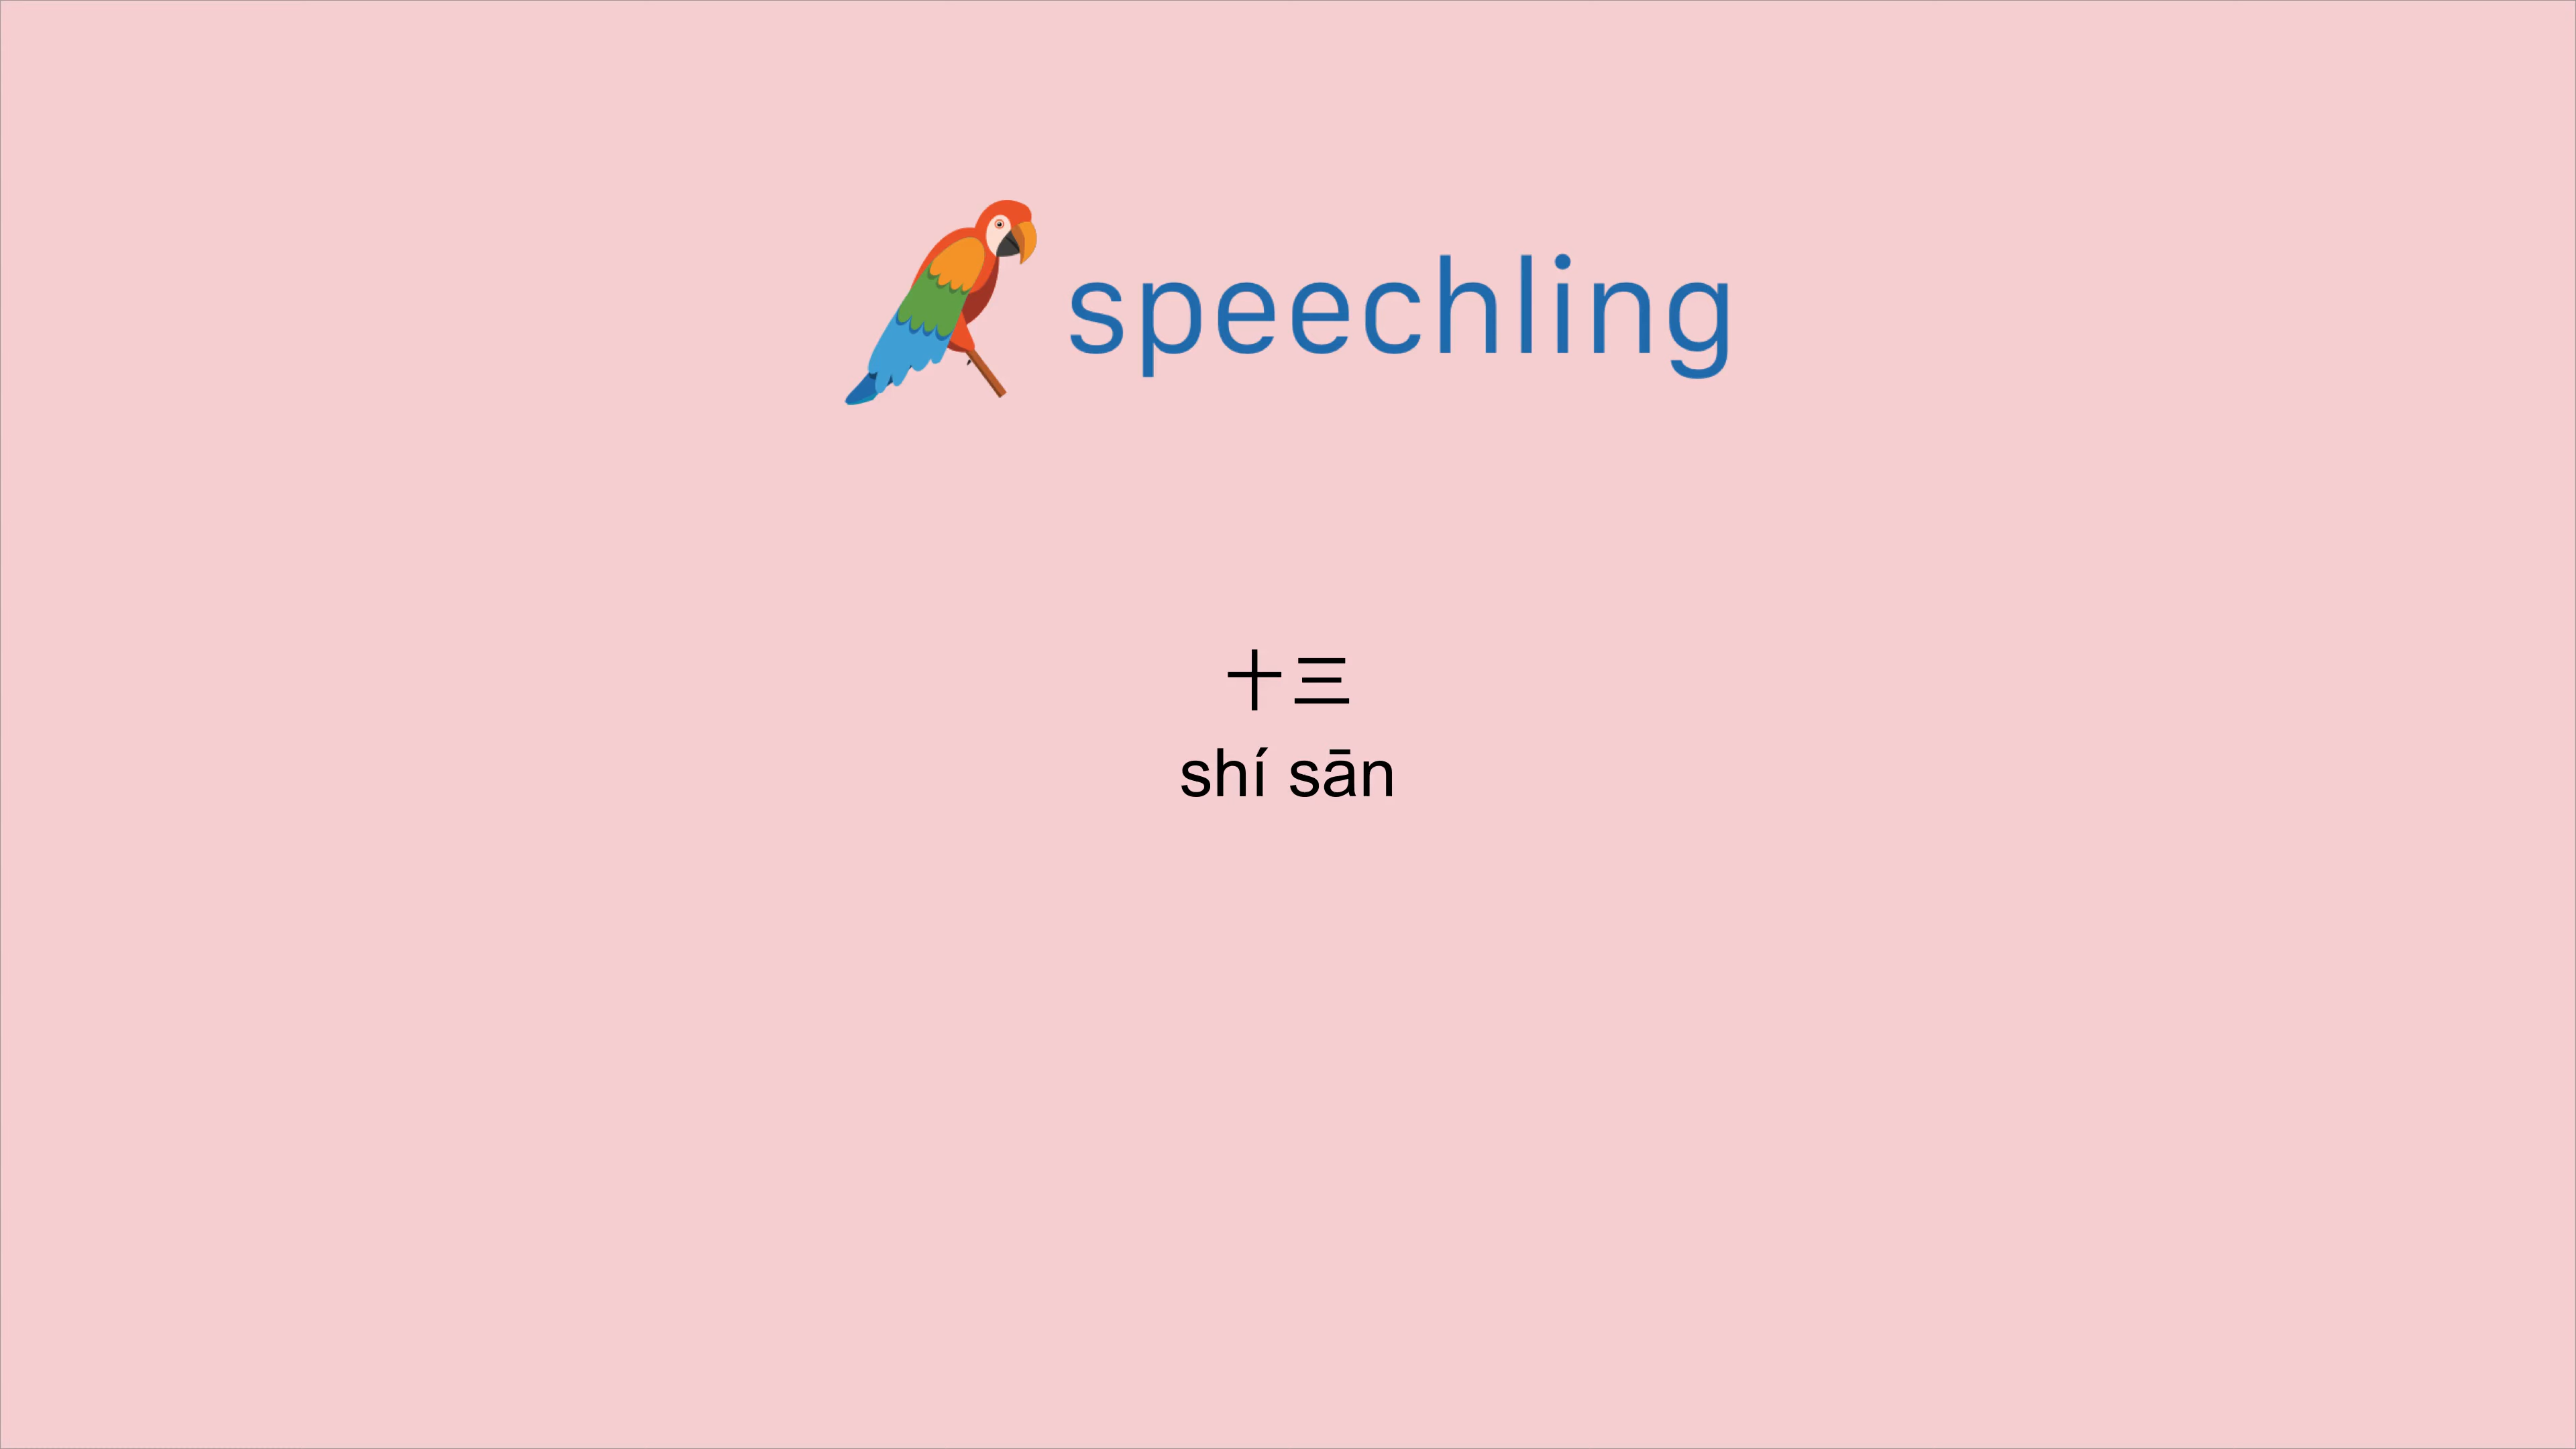 speechling
十三
shí sān